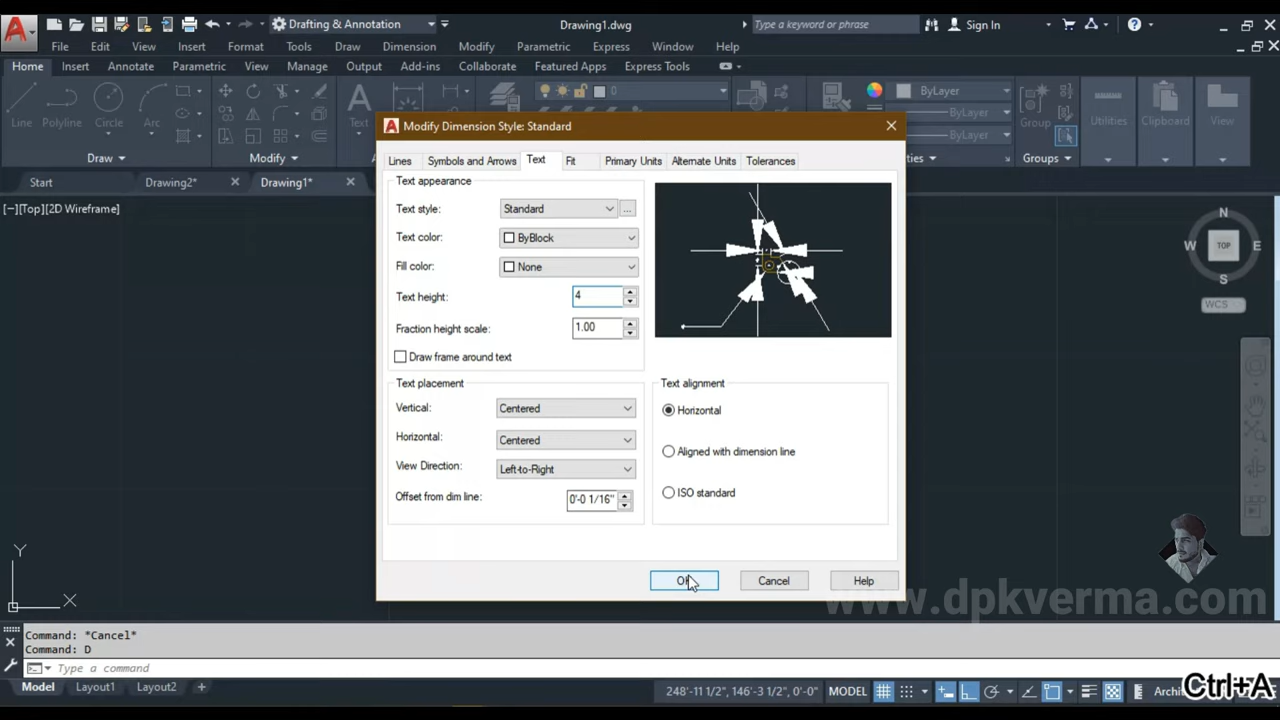 Drafting & Annotation
Drawing1.dwg
Type a keyword or phrase
Sign In
File Edit View Insert Format Tools Draw Dimension Modify Parametric Express Window Help
Home Insert Annotate Parametric View Manage Output Add-ins Collaborate Featured Apps Express Tools
Line Polyline Circle Arc
Text
0
ByLayer
Group
Utilities
Clipboard
View
Draw
Modify
Groups
Start
Drawing2*
Drawing1*
[−][Top][2D Wireframe]
Modify Dimension Style: Standard
Lines
Symbols and Arrows
Text
Fit
Primary Units
Alternate Units
Tolerances
Text appearance
Text style: Standard ...
Text color: ByBlock
Fill color: None
Text height: 4
Fraction height scale: 1.00
Draw frame around text
Text placement
Vertical: Centered
Horizontal: Centered
View Direction: Left-to-Right
Offset from dim line: 0'-0 1/16"
Text alignment
Horizontal
Aligned with dimension line
ISO standard
Cancel
Help
N
W TOP E
S
WCS
Y
X
www.dpkverma.com
Command: *Cancel*
Command: D
Type a command
Model Layout1 Layout2 +
248'-11 1/2", 146'-3 1/2", 0'-0" MODEL
Ctrl+A